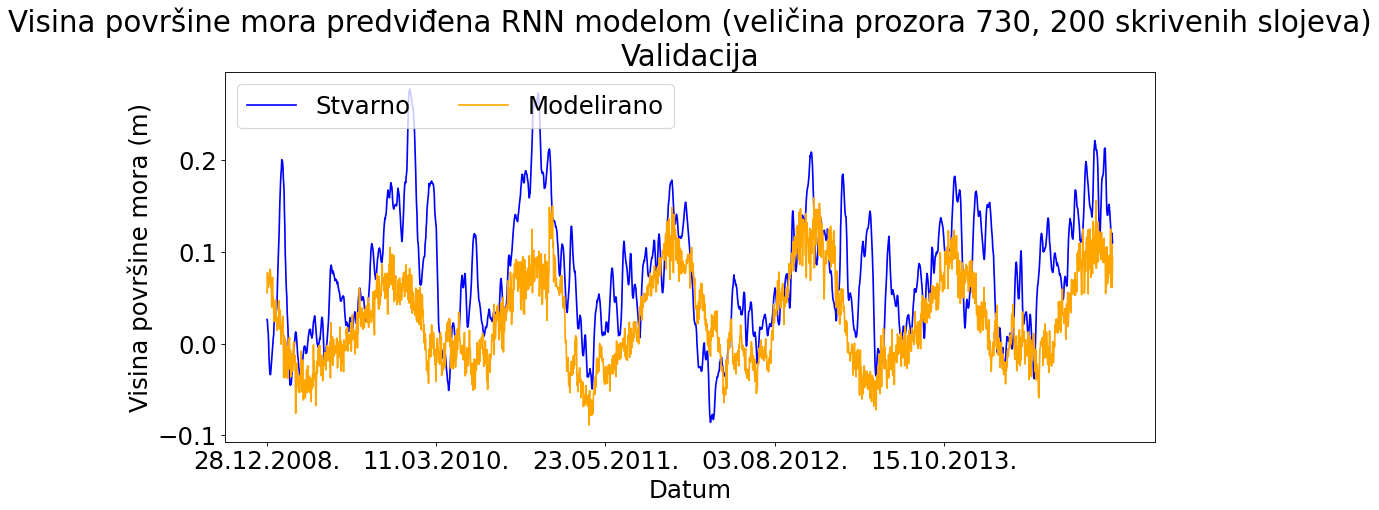 Visina površine mora predviđena RNN modelom (veličina prozora 730, 200 skrivenih slojeva)
Validacija
Stvarno Modelirano
Visina površine mora (m)
0.2
0.1
0.0
−0.1
28.12.2008. 11.03.2010. 23.05.2011. 03.08.2012. 15.10.2013.
Datum